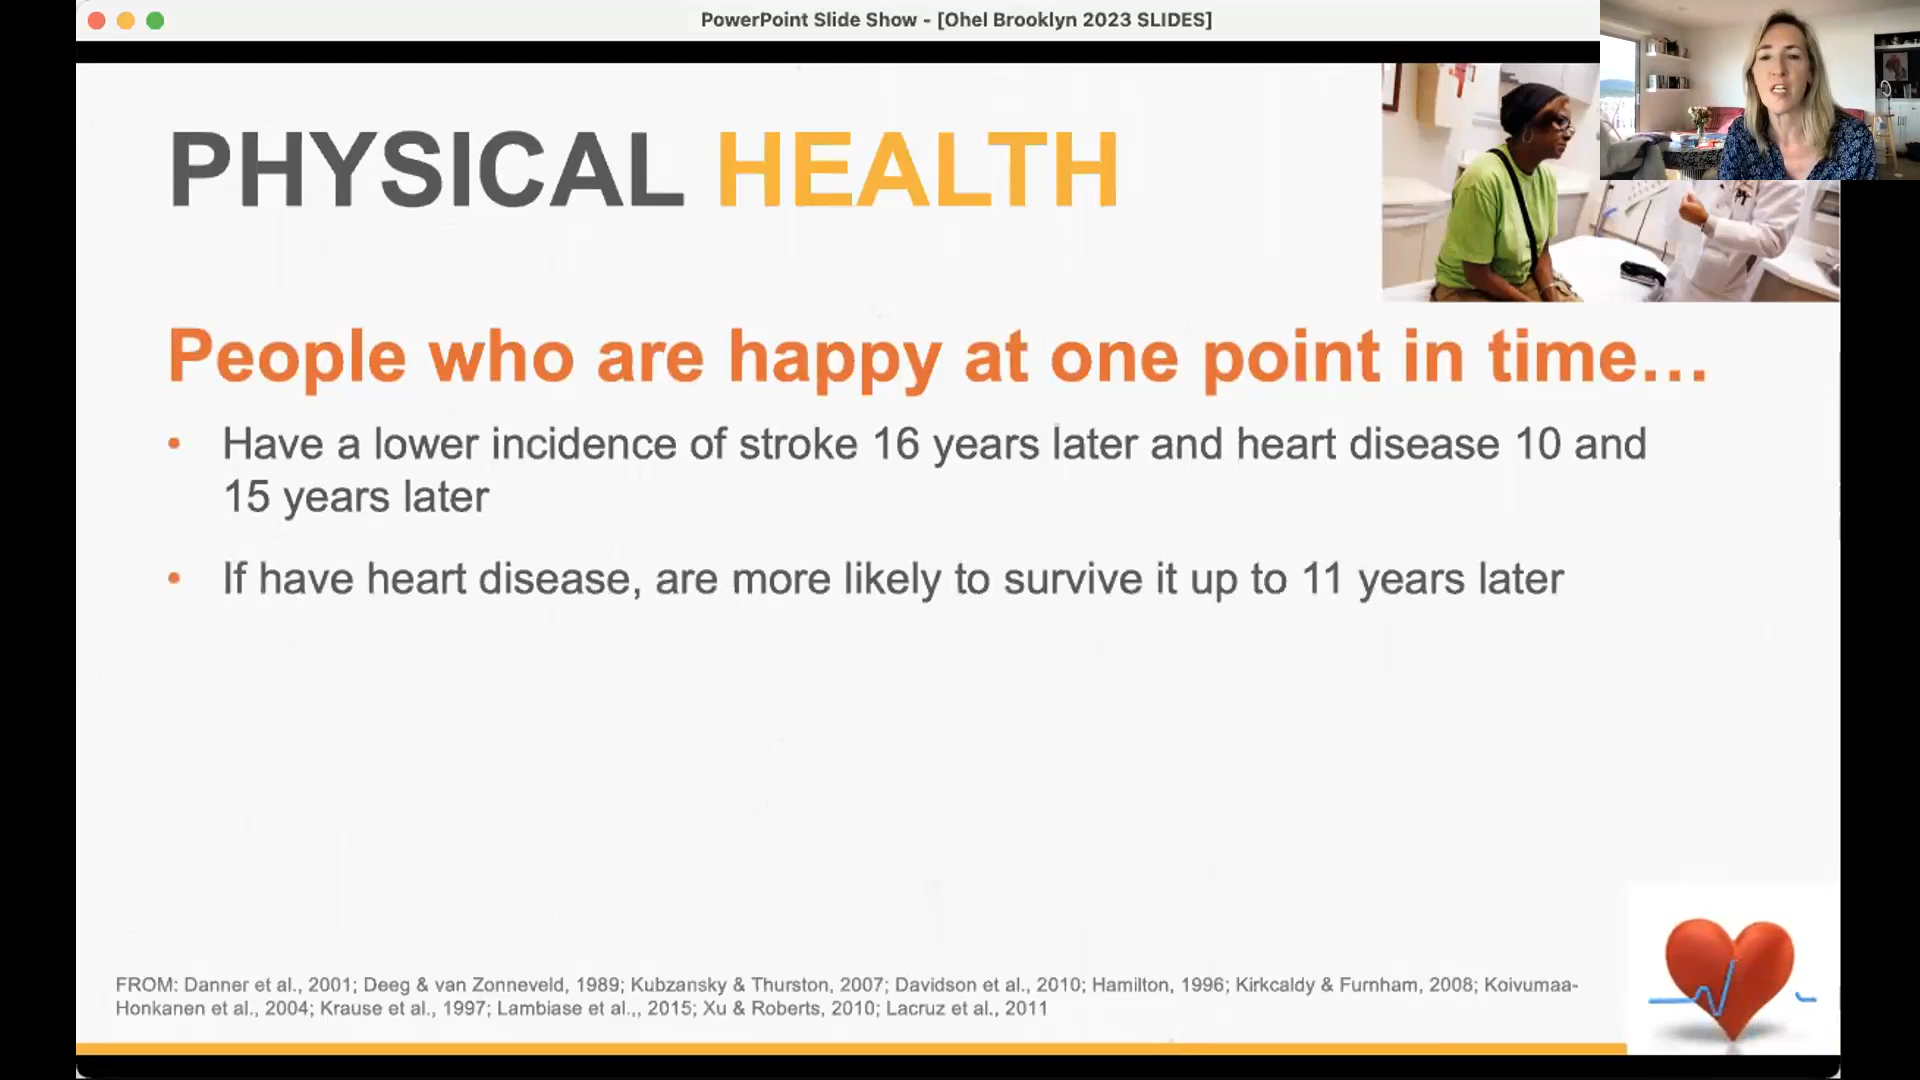 PowerPoint Slide Show - [Ohel Brooklyn 2023 SLIDES]
PHYSICAL HEALTH
People who are happy at one point in time…
• Have a lower incidence of stroke 16 years later and heart disease 10 and
15 years later
• If have heart disease, are more likely to survive it up to 11 years later
FROM: Danner et al., 2001; Deeg & van Zonneveld, 1989; Kubzansky & Thurston, 2007; Davidson et al., 2010; Hamilton, 1996; Kirkcaldy & Furnham, 2008; Koivumaa-
Honkanen et al., 2004; Krause et al., 1997; Lambiase et al.,, 2015; Xu & Roberts, 2010; Lacruz et al., 2011